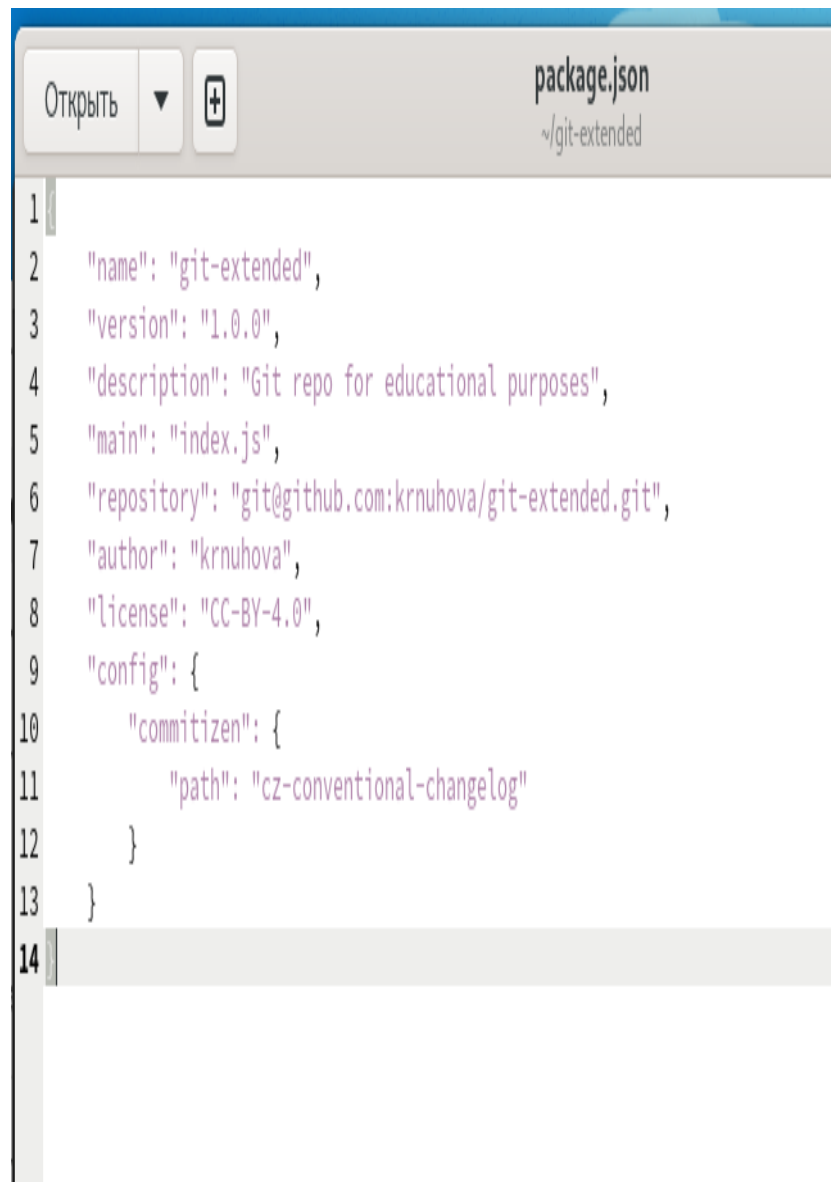 Открыть
package.json
~/git-extended
1 {
2 "name": "git-extended",
3 "version": "1.0.0",
4 "description": "Git repo for educational purposes",
5 "main": "index.js",
6 "repository": "git@github.com:krnuhova/git-extended.git",
7 "author": "krnuhova",
8 "license": "CC-BY-4.0",
9 "config": {
10 "commitizen": {
11 "path": "cz-conventional-changelog"
12 }
13 }
14 }